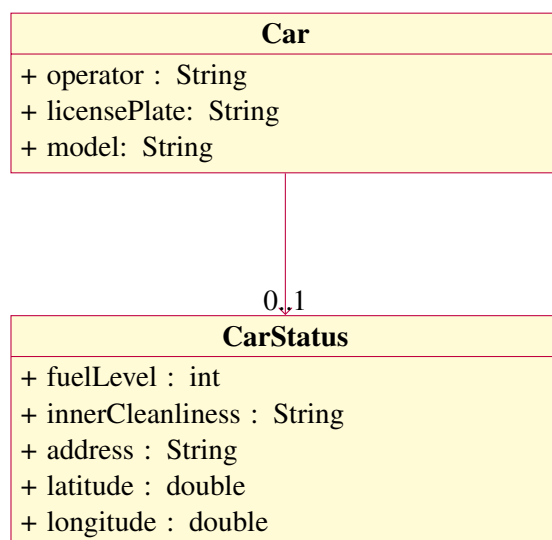 Car
+ operator : String
+ licensePlate: String
+ model: String
0..1
CarStatus
+ fuelLevel : int
+ innerCleanliness : String
+ address : String
+ latitude : double
+ longitude : double